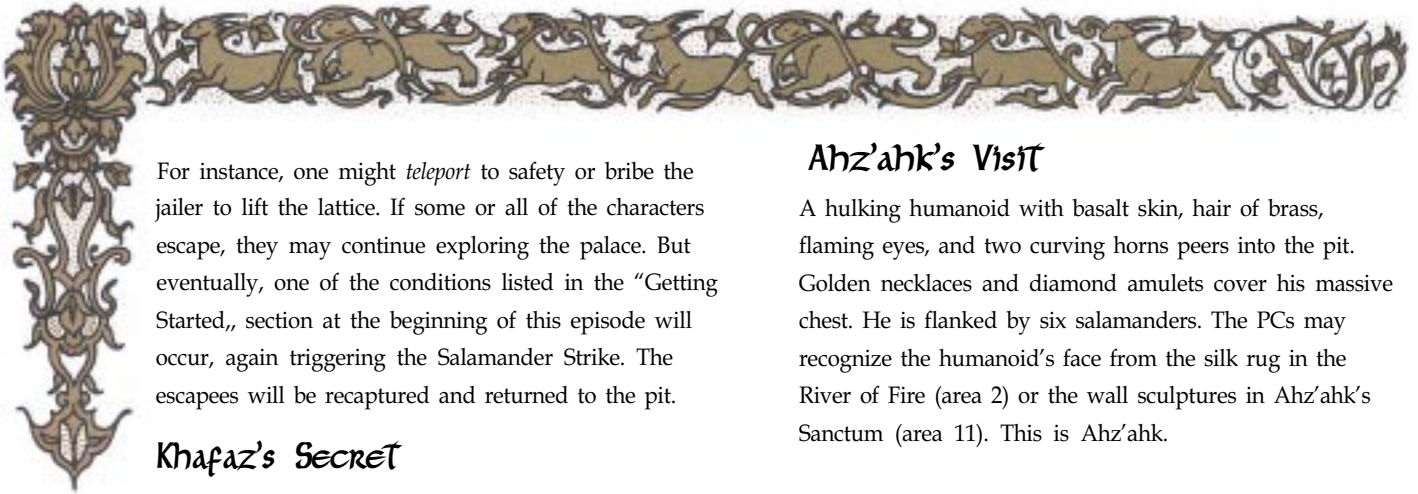 For instance, one might teleport to safety or bribe the
jailer to lift the lattice. If some or all of the characters
escape, they may continue exploring the palace. But
eventually, one of the conditions listed in the “Getting
Started,, section at the beginning of this episode will
occur, again triggering the Salamander Strike. The
escapees will be recaptured and returned to the pit.
Khafaz's Secret
Ahz'ahk's Visit
A hulking humanoid with basalt skin, hair of brass,
flaming eyes, and two curving horns peers into the pit.
Golden necklaces and diamond amulets cover his massive
chest. He is flanked by six salamanders. The PCs may
recognize the humanoid's face from the silk rug in the
River of Fire (area 2) or the wall sculptures in Ahz'ahk's
Sanctum (area 11). This is Ahz'ahk.